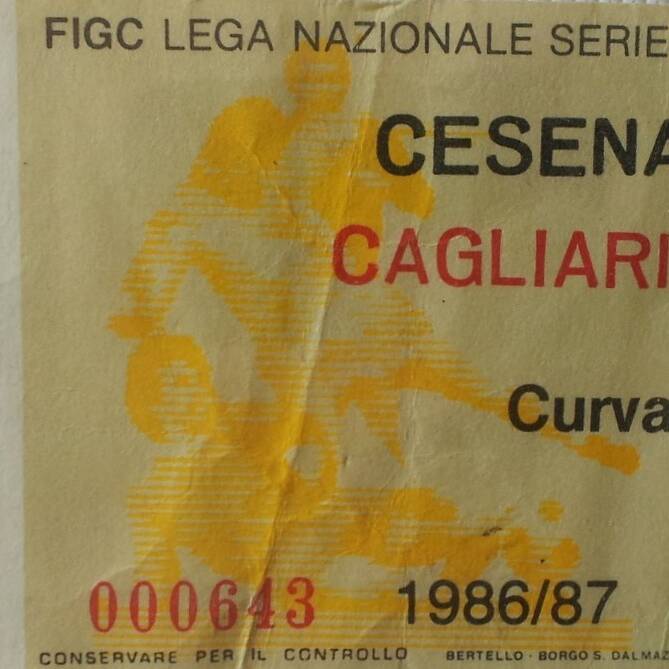 FIGC LEGA NAZIONALE SERIE
CESENA
CAGLIARI
Curva
000643 1986/87
CONSERVARE PER IL CONTROLLO BERTELLO - BORGO S. DALMAZ